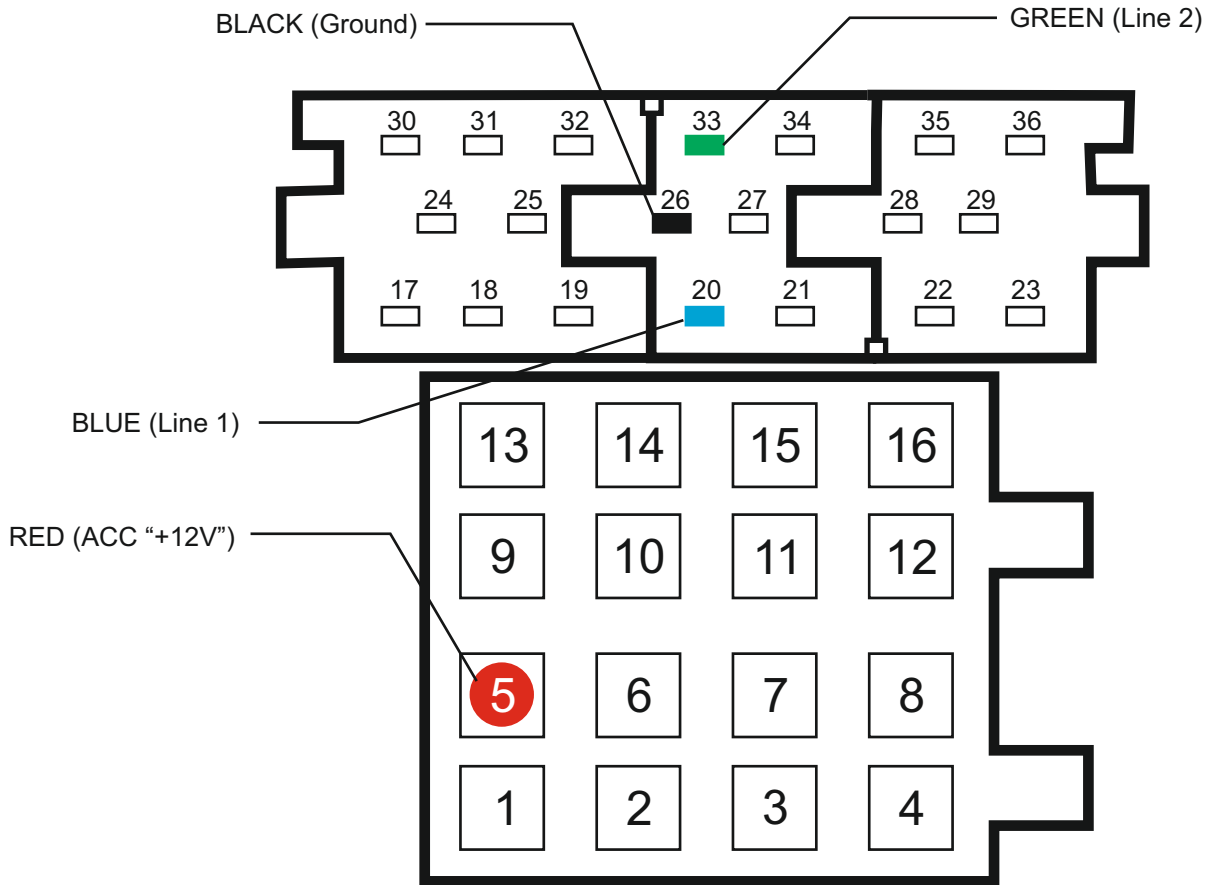 BLACK (Ground)
GREEN (Line 2)
30 31 32 33 34 35 36
24 25 26 27 28 29
17 18 19 20 21 22 23
BLUE (Line 1)
13 14 15 16
RED (ACC “+12V”)
9 10 11 12
5 6 7 8
1 2 3 4